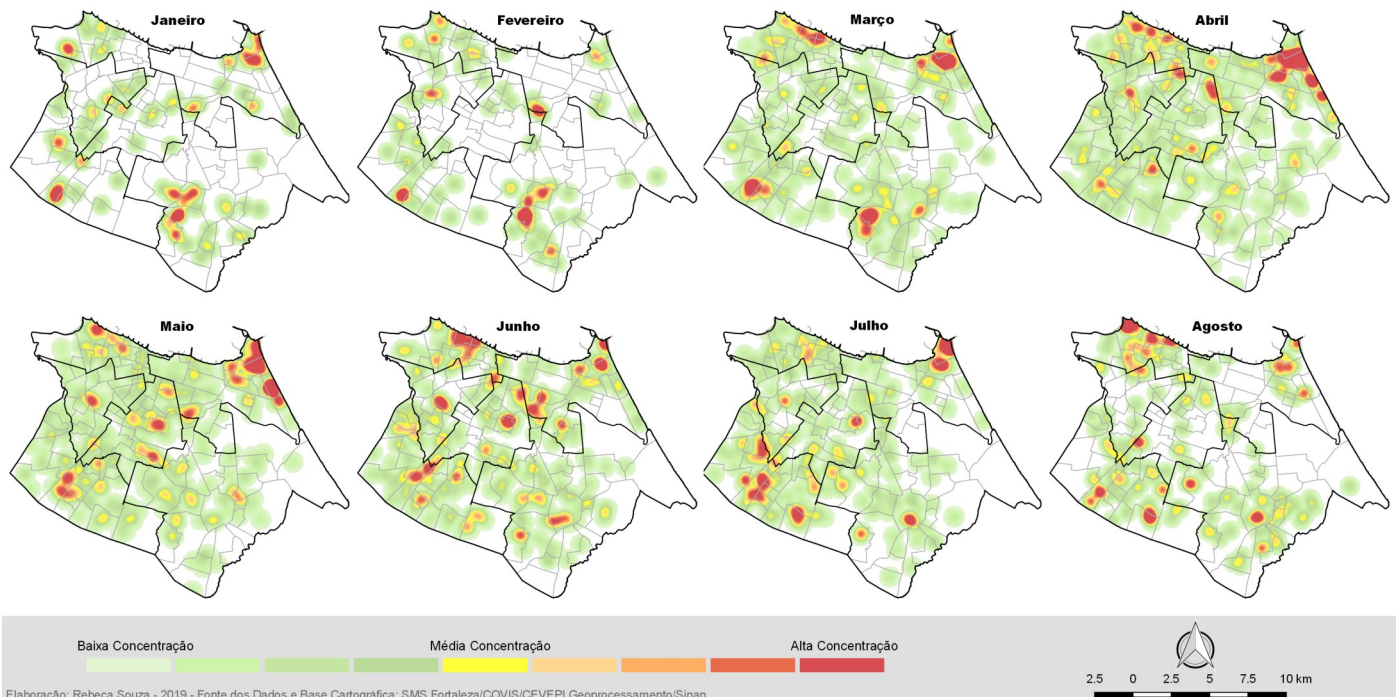 Janeiro
Fevereiro
Março
Abril
Maio
Junho
Julho
Agosto
Baixa Concentração
Média Concentração
Alta Concentração
2.5 0 2.5 5 7.5 10 km
Elaboração: Rebeca Souza - 2019 - Fonte dos Dados e Base Cartográfica: SMS Fortaleza/COVIS/CEVEPI Geoprocessamento/Sinan